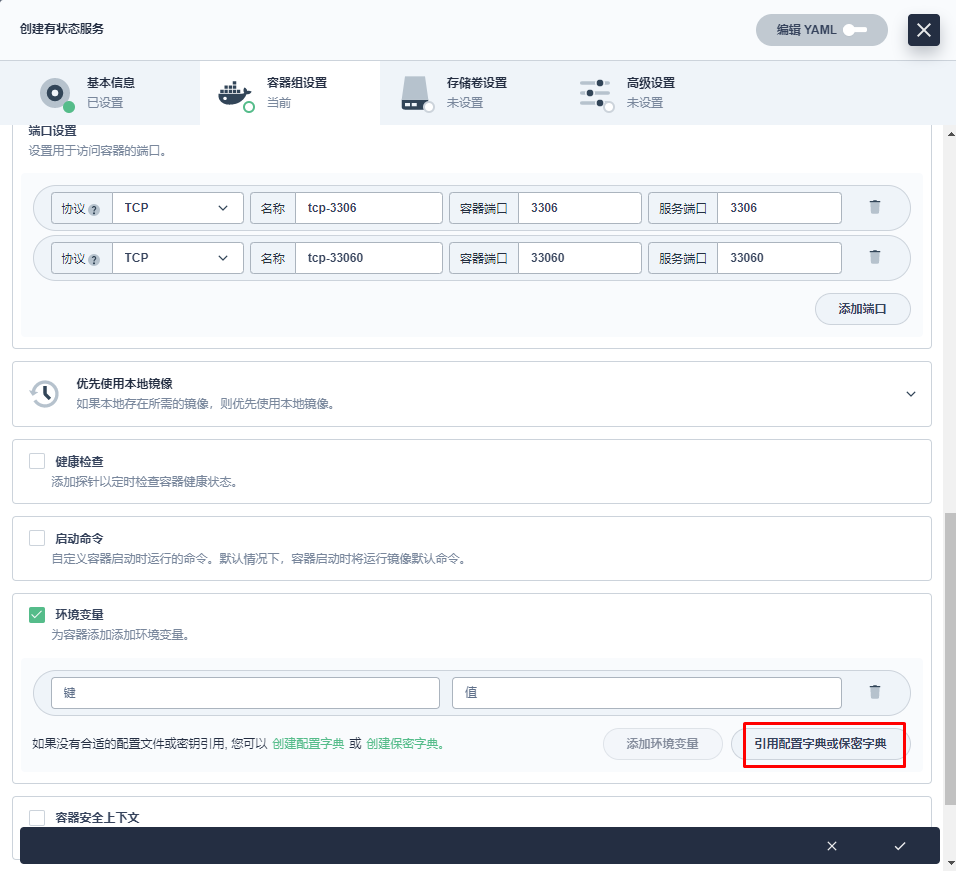 创建有状态服务
编辑 YAML
基本信息
已设置
容器组设置
当前
存储卷设置
未设置
高级设置
未设置
端口设置
设置用于访问容器的端口。
协议 ? TCP 名称 tcp-3306 容器端口 3306 服务端口 3306
协议 ? TCP 名称 tcp-33060 容器端口 33060 服务端口 33060
添加端口
优先使用本地镜像
如果本地存在所需的镜像，则优先使用本地镜像。
健康检查
添加探针以定时检查容器健康状态。
启动命令
自定义容器启动时运行的命令。默认情况下，容器启动时将运行镜像默认命令。
环境变量
为容器添加添加环境变量。
键 值
如果没有合适的配置文件或密钥引用, 您可以 创建配置字典 或 创建保密字典。 添加环境变量 引用配置字典或保密字典
容器安全上下文